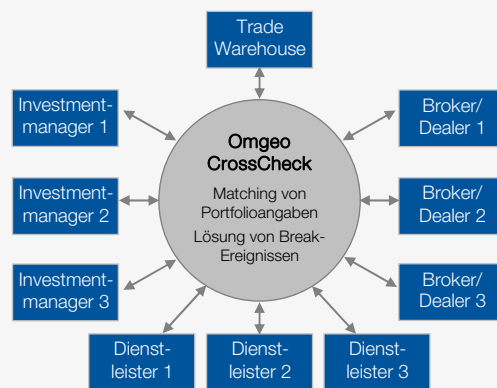 Trade
Warehouse
Investment-
manager 1
Broker/
Dealer 1
Omgeo
CrossCheck
Matching von
Portfolioangaben
Lösung von Break-
Ereignissen
Investment-
manager 2
Broker/
Dealer 2
Investment-
manager 3
Broker/
Dealer 3
Dienst-
leister 1
Dienst-
leister 2
Dienst-
leister 3